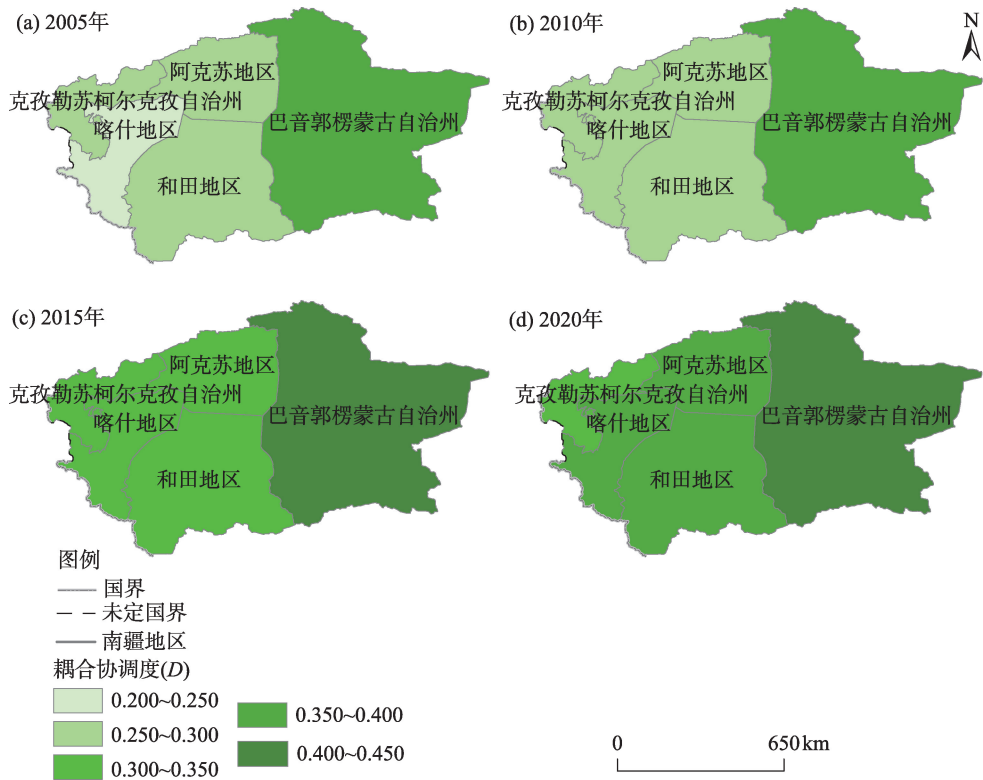 (a) 2005年
阿克苏地区
克孜勒苏柯尔克孜自治州
喀什地区
巴音郭楞蒙古自治州
和田地区
(b) 2010年
N
阿克苏地区
克孜勒苏柯尔克孜自治州
喀什地区
巴音郭楞蒙古自治州
和田地区
(c) 2015年
阿克苏地区
克孜勒苏柯尔克孜自治州
喀什地区
巴音郭楞蒙古自治州
和田地区
(d) 2020年
阿克苏地区
克孜勒苏柯尔克孜自治州
喀什地区
巴音郭楞蒙古自治州
和田地区
图例
国界
未定国界
南疆地区
耦合协调度(D)
0.200~0.250
0.250~0.300
0.300~0.350
0.350~0.400
0.400~0.450
0 650 km